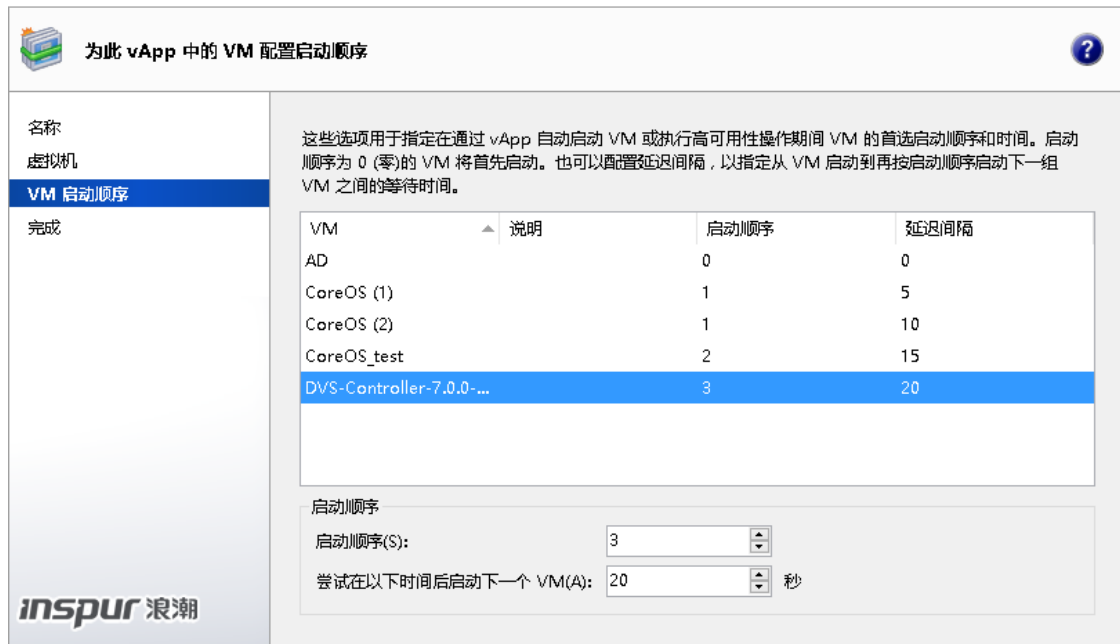 为此 vApp 中的 VM 配置启动顺序
名称
虚拟机
VM 启动顺序
完成
这些选项用于指定在通过 vApp 自动启动 VM 或执行高可用性操作期间 VM 的首选启动顺序和时间。启动
顺序为 0 (零)的 VM 将首先启动。也可以配置延迟间隔，以指定从 VM 启动到再按启动顺序启动下一组
VM 之间的等待时间。
VM 说明 启动顺序 延迟间隔
AD 0 0
CoreOS (1) 1 5
CoreOS (2) 1 10
CoreOS_test 2 15
DVS-Controller-7.0.0-... 3 20
启动顺序
启动顺序(S): 3
尝试在以下时间后启动下一个 VM(A): 20 秒
inspur 浪潮